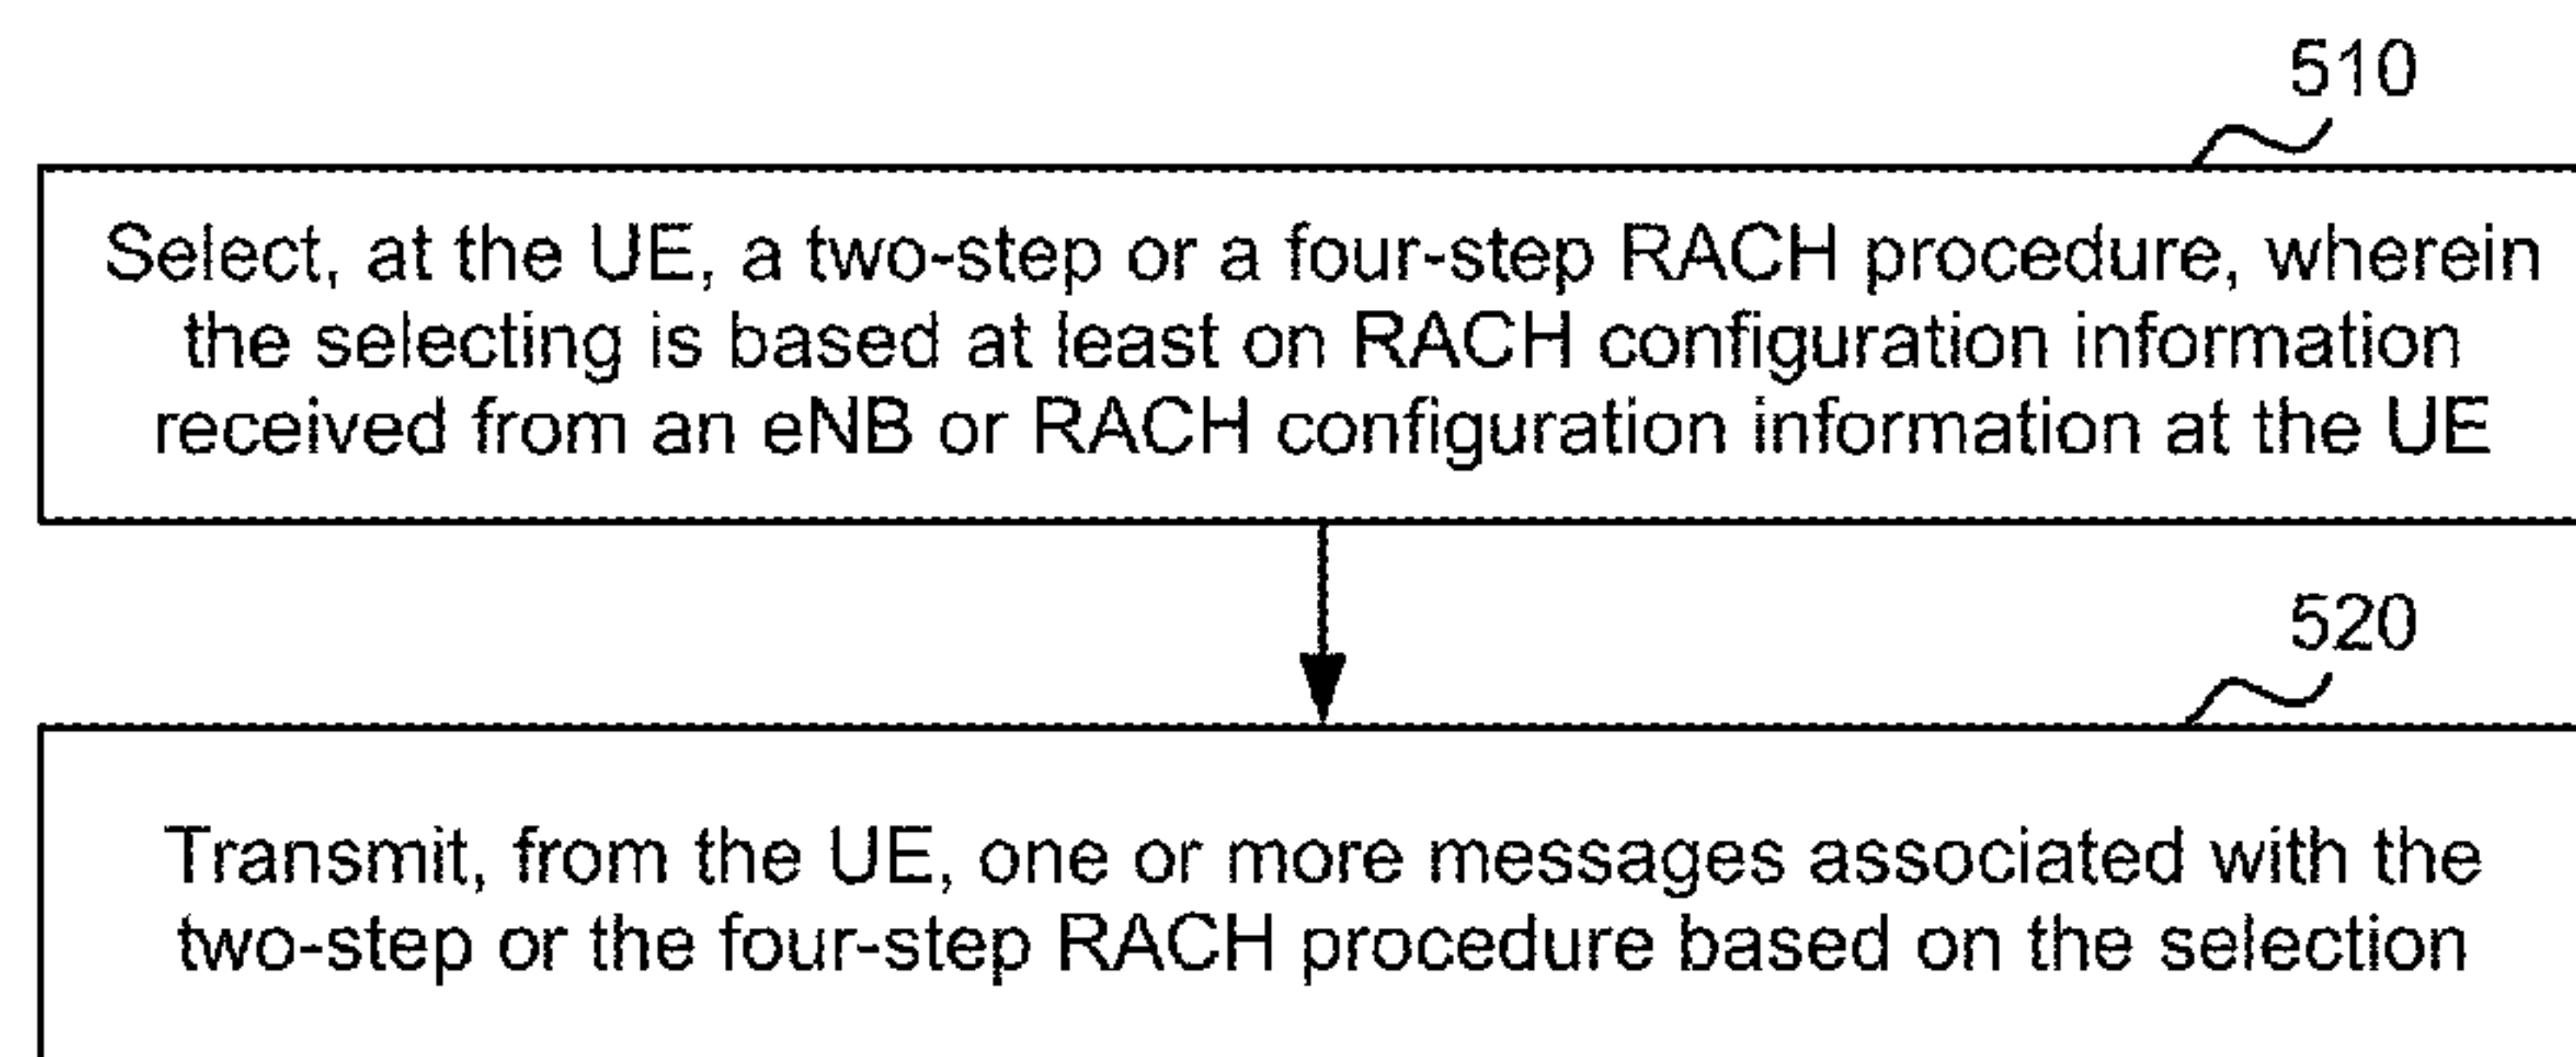 510
Select, at the UE, a two-step or a four-step RACH procedure, wherein
the selecting is based at least on RACH configuration information
received from an eNB or RACH configuration information at the UE
520
Transmit, from the UE, one or more messages associated with the
two-step or the four-step RACH procedure based on the selection